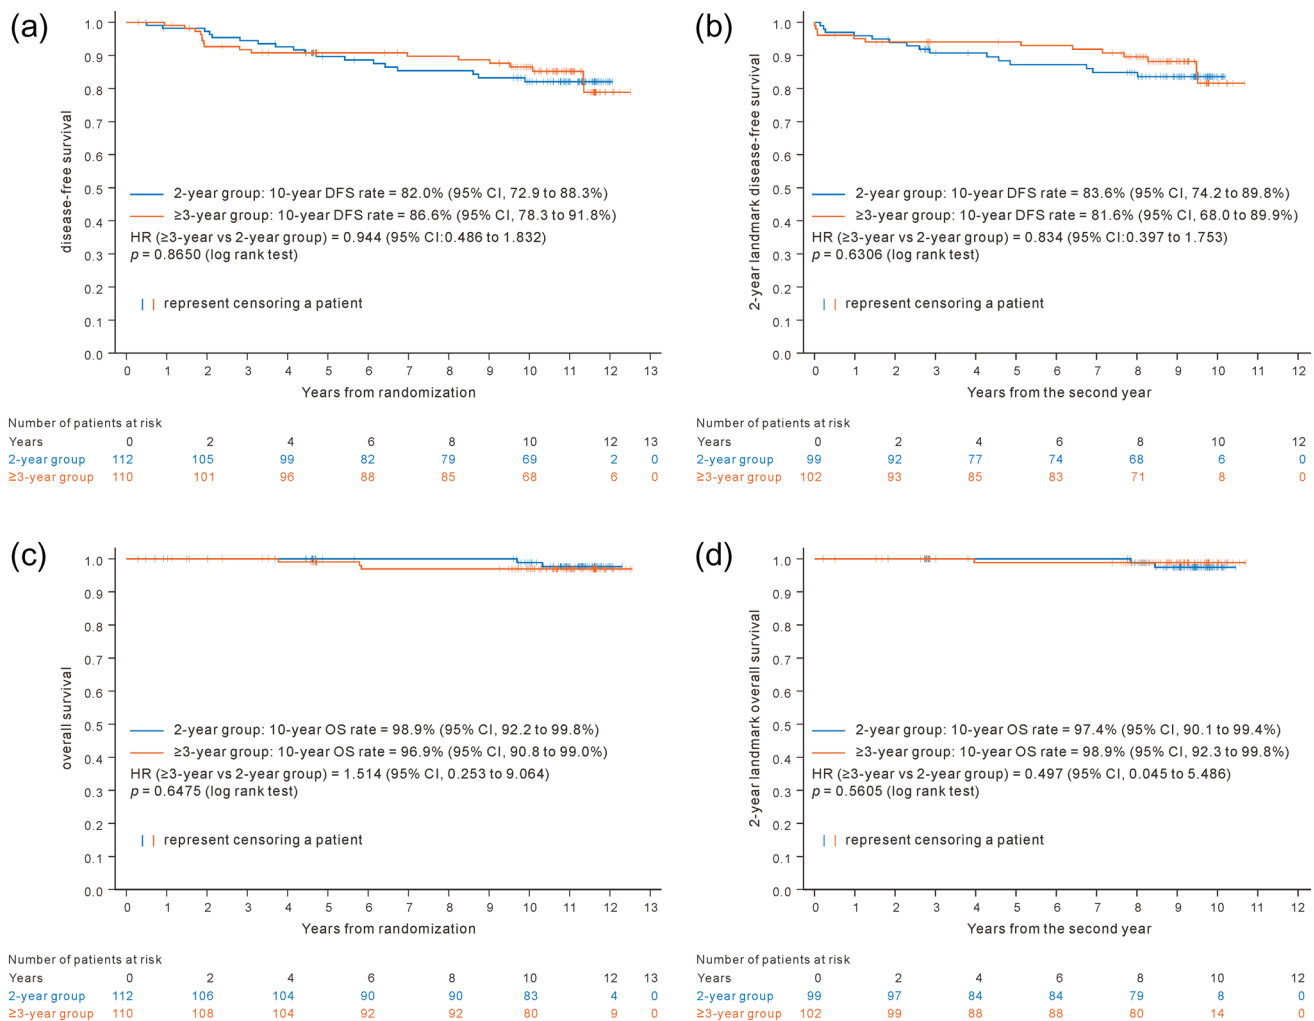 (a)
1.0
0.9
0.8
0.7
0.6
0.5
0.4
0.3
0.2
0.1
0.0
disease-free survival
2-year group: 10-year DFS rate = 82.0% (95% CI, 72.9 to 88.3%)
≥3-year group: 10-year DFS rate = 86.6% (95% CI, 78.3 to 91.8%)
HR (≥3-year vs 2-year group) = 0.944 (95% CI:0.486 to 1.832)
p = 0.8650 (log rank test)
represent censoring a patient
0 1 2 3 4 5 6 7 8 9 10 11 12 13
Years from randomization
Number of patients at risk
Years 0 2 4 6 8 10 12 13
2-year group 112 105 99 82 79 69 2 0
≥3-year group 110 101 96 88 85 68 6 0
(b)
1.0
0.9
0.8
0.7
0.6
0.5
0.4
0.3
0.2
0.1
0.0
2-year landmark disease-free survival
2-year group: 10-year DFS rate = 83.6% (95% CI, 74.2 to 89.8%)
≥3-year group: 10-year DFS rate = 81.6% (95% CI, 68.0 to 89.9%)
HR (≥3-year vs 2-year group) = 0.834 (95% CI:0.397 to 1.753)
p = 0.6306 (log rank test)
represent censoring a patient
0 1 2 3 4 5 6 7 8 9 10 11 12
Years from the second year
Number of patients at risk
Years 0 2 4 6 8 10 12
2-year group 99 92 77 74 68 6 0
≥3-year group 102 93 85 83 71 8 0
(c)
1.0
0.9
0.8
0.7
0.6
0.5
0.4
0.3
0.2
0.1
0.0
overall survival
2-year group: 10-year OS rate = 98.9% (95% CI, 92.2 to 99.8%)
≥3-year group: 10-year OS rate = 96.9% (95% CI, 90.8 to 99.0%)
HR (≥3-year vs 2-year group) = 1.514 (95% CI, 0.253 to 9.064)
p = 0.6475 (log rank test)
represent censoring a patient
0 1 2 3 4 5 6 7 8 9 10 11 12 13
Years from randomization
Number of patients at risk
Years 0 2 4 6 8 10 12 13
2-year group 112 106 104 90 90 83 4 0
≥3-year group 110 108 104 92 92 80 9 0
(d)
1.0
0.9
0.8
0.7
0.6
0.5
0.4
0.3
0.2
0.1
0.0
2-year landmark overall survival
2-year group: 10-year OS rate = 97.4% (95% CI, 90.1 to 99.4%)
≥3-year group: 10-year OS rate = 98.9% (95% CI, 92.3 to 99.8%)
HR (≥3-year vs 2-year group) = 0.497 (95% CI, 0.045 to 5.486)
p = 0.5605 (log rank test)
represent censoring a patient
0 1 2 3 4 5 6 7 8 9 10 11 12
Years from the second year
Number of patients at risk
Years 0 2 4 6 8 10 12
2-year group 99 97 84 84 79 8 0
≥3-year group 102 99 88 88 80 14 0